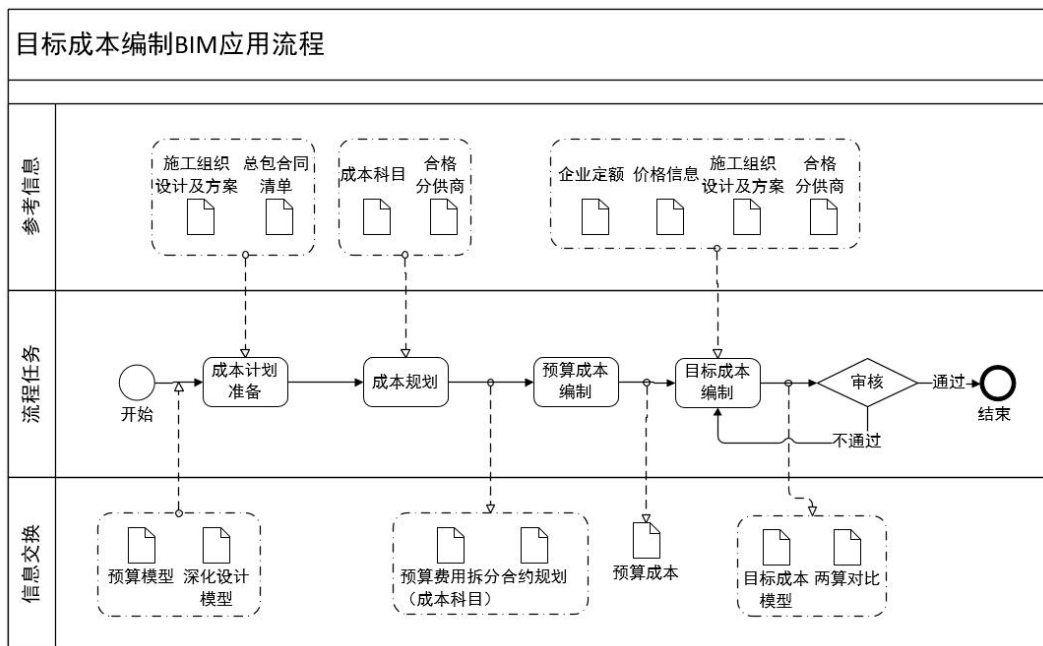 目标成本编制BIM应用流程
参考信息
施工组织
设计及方案
总包合同
清单
成本科目
合格
分供商
企业定额
价格信息
施工组织
设计及方案
合格
分供商
流程任务
开始
成本计划
准备
成本规划
预算成本
编制
目标成本
编制
审核
通过
不通过
结束
信息交换
预算模型
深化设计
模型
预算费用拆分
（成本科目）
合约规划
预算成本
目标成本
模型
两算对比